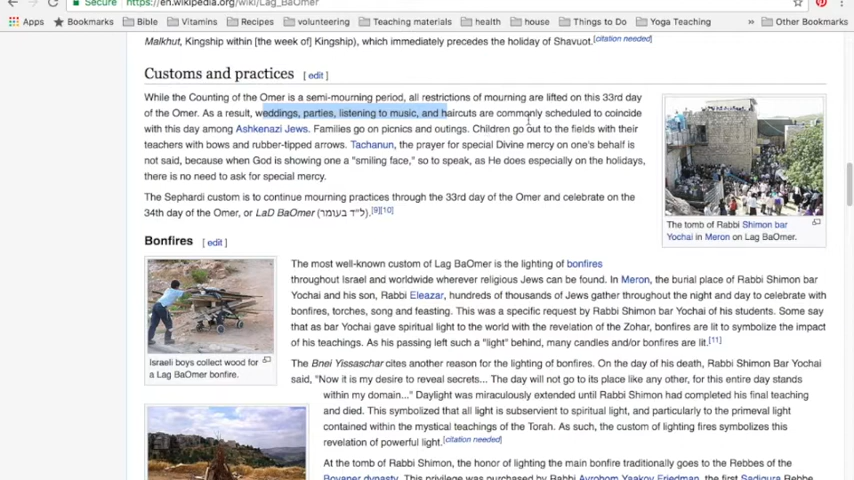 Secure https://en.wikipedia.org/wiki/Lag_BaOmer
Apps Bookmarks Bible Vitamins Recipes volunteering Teaching materials health house Things to Do Yoga Teaching » Other Bookmarks
Malkhut, Kingship within [the week of] Kingship), which immediately precedes the holiday of Shavuot.[citation needed]
Customs and practices [ edit ]
While the Counting of the Omer is a semi-mourning period, all restrictions of mourning are lifted on this 33rd day
of the Omer. As a result, weddings, parties, listening to music, and haircuts are commonly scheduled to coincide
with this day among Ashkenazi Jews. Families go on picnics and outings. Children go out to the fields with their
teachers with bows and rubber-tipped arrows. Tachanun, the prayer for special Divine mercy on one's behalf is
not said, because when God is showing one a "smiling face," so to speak, as He does especially on the holidays,
there is no need to ask for special mercy.
The Sephardi custom is to continue mourning practices through the 33rd day of the Omer and celebrate on the
34th day of the Omer, or LaD BaOmer (ל״ד בעומר).[9][10]
The tomb of Rabbi Shimon bar
Yochai in Meron on Lag BaOmer.
Bonfires [ edit ]
The most well-known custom of Lag BaOmer is the lighting of bonfires
throughout Israel and worldwide wherever religious Jews can be found. In Meron, the burial place of Rabbi Shimon bar
Yochai and his son, Rabbi Eleazar, hundreds of thousands of Jews gather throughout the night and day to celebrate with
bonfires, torches, song and feasting. This was a specific request by Rabbi Shimon bar Yochai of his students. Some say
that as bar Yochai gave spiritual light to the world with the revelation of the Zohar, bonfires are lit to symbolize the impact
of his teachings. As his passing left such a "light" behind, many candles and/or bonfires are lit.[11]
Israeli boys collect wood for
a Lag BaOmer bonfire.
The Bnei Yissaschar cites another reason for the lighting of bonfires. On the day of his death, Rabbi Shimon Bar Yochai
said, "Now it is my desire to reveal secrets... The day will not go to its place like any other, for this entire day stands
within my domain..." Daylight was miraculously extended until Rabbi Shimon had completed his final teaching
and died. This symbolized that all light is subservient to spiritual light, and particularly to the primeval light
contained within the mystical teachings of the Torah. As such, the custom of lighting fires symbolizes this
revelation of powerful light.[citation needed]
At the tomb of Rabbi Shimon, the honor of lighting the main bonfire traditionally goes to the Rebbes of the
Boyaner dynasty. This privilege was purchased by Rabbi Avrohom Yaakov Friedman, the first Sadigura Rebbe